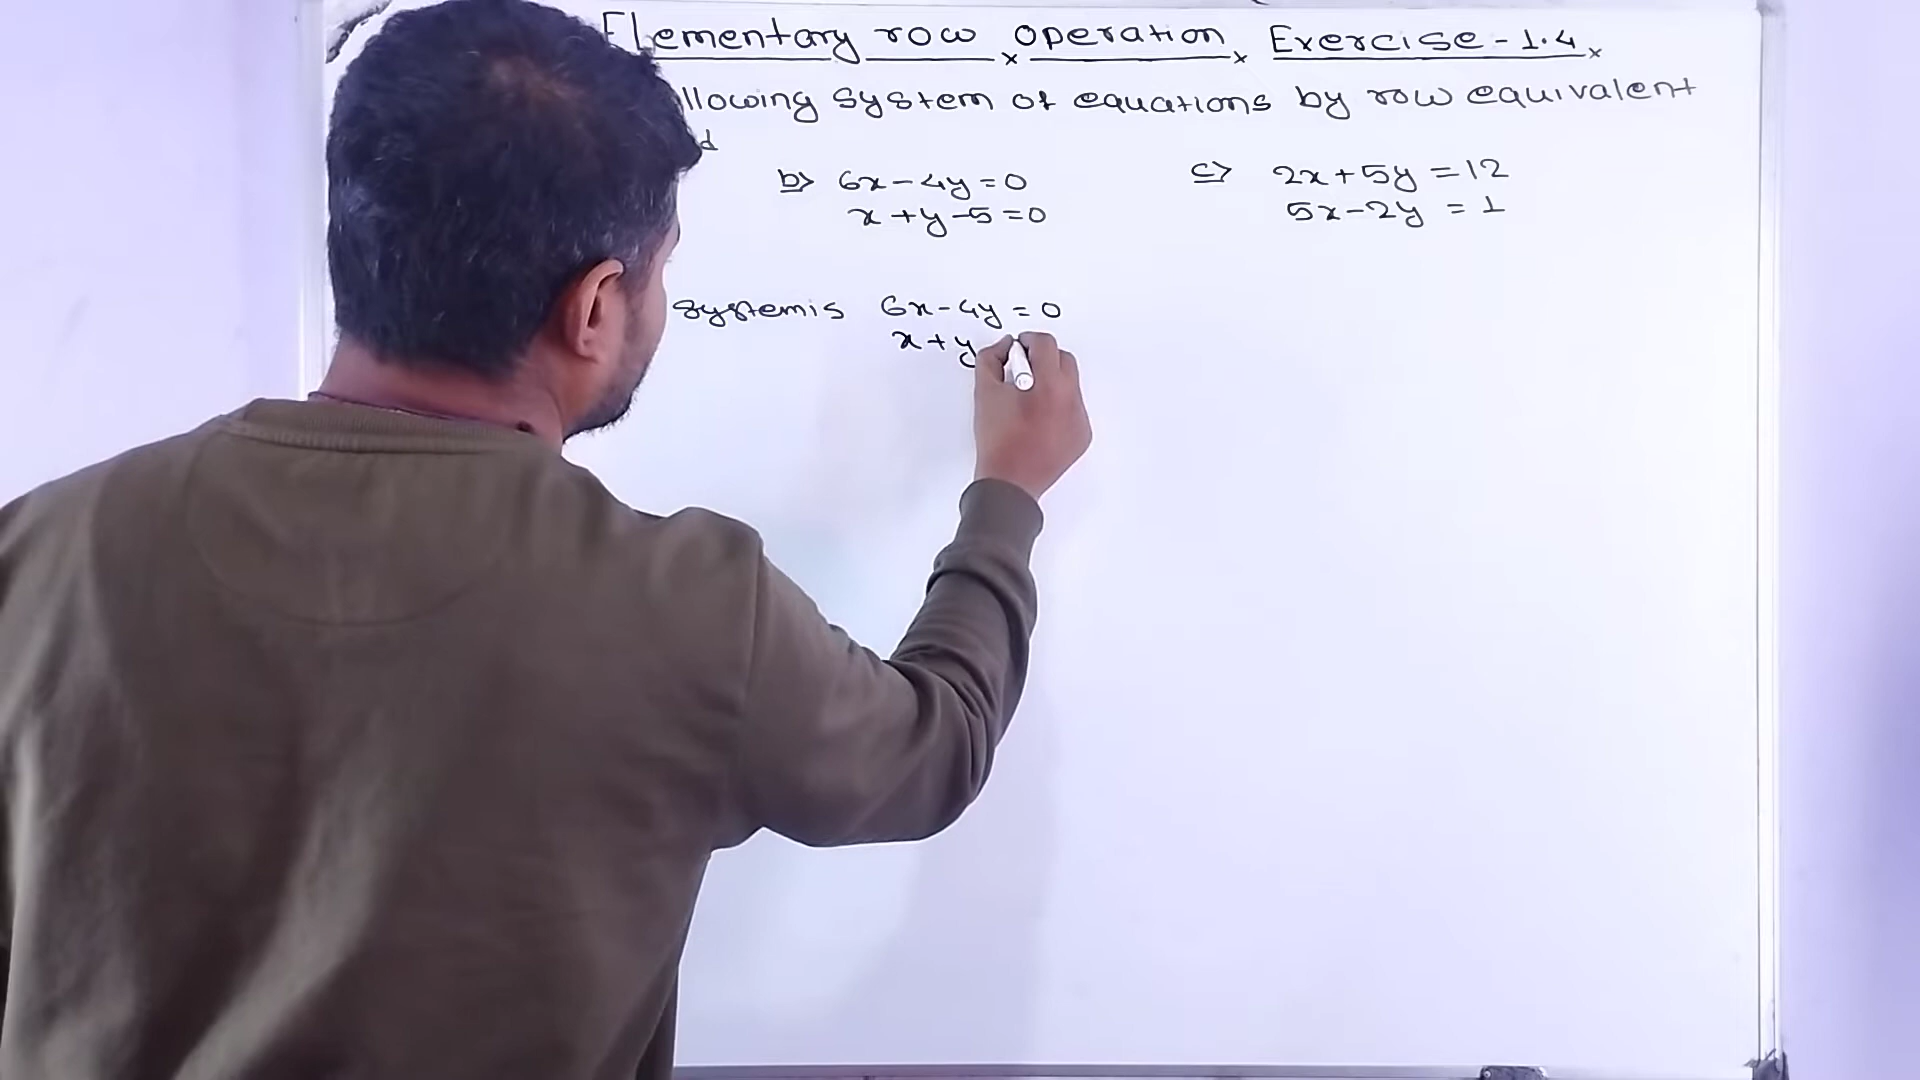 Elementary row operation Exercise-1.4
llowing system of equations by row equivalent
d
b> 6x-4y=0
x+y-5=0
c> 2x+5y=12
5x-2y=1
systemis 6x-4y=0
x+y